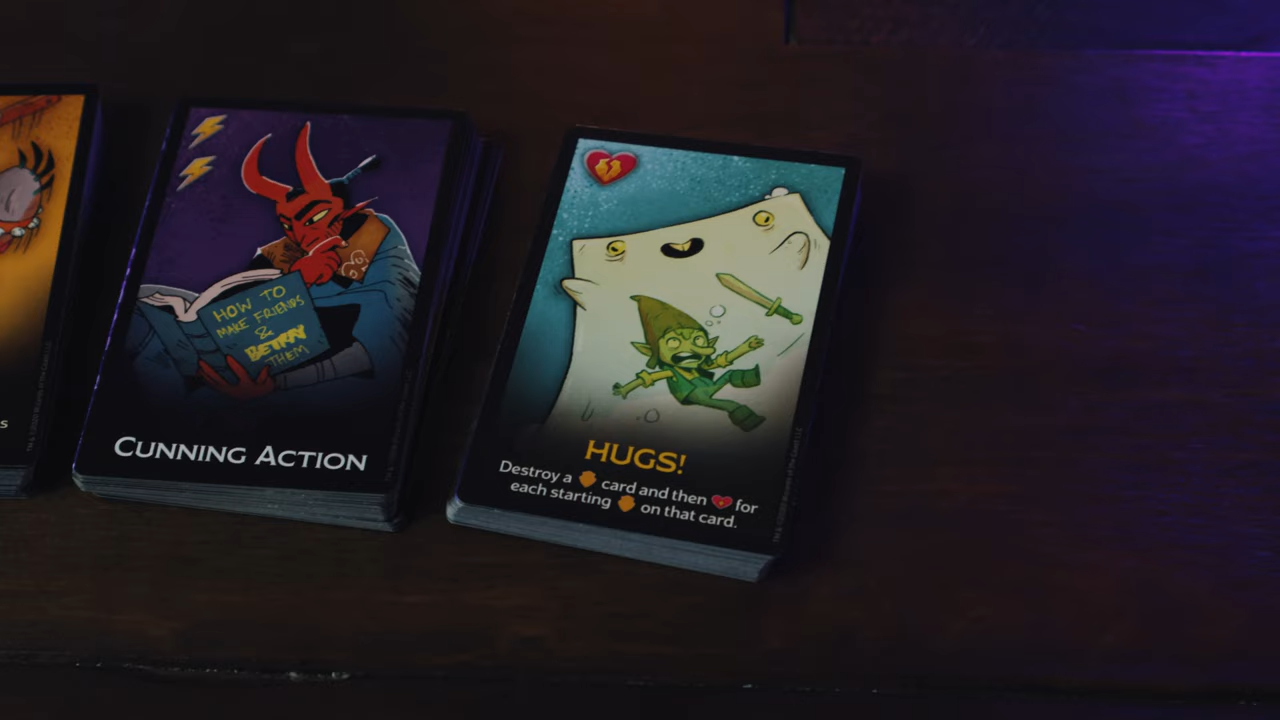 s
HOW TO
MAKE FRIENDS
&
BETRAY
THEM
CUNNING ACTION
HUGS!
Destroy a card and then for
each starting on that card.